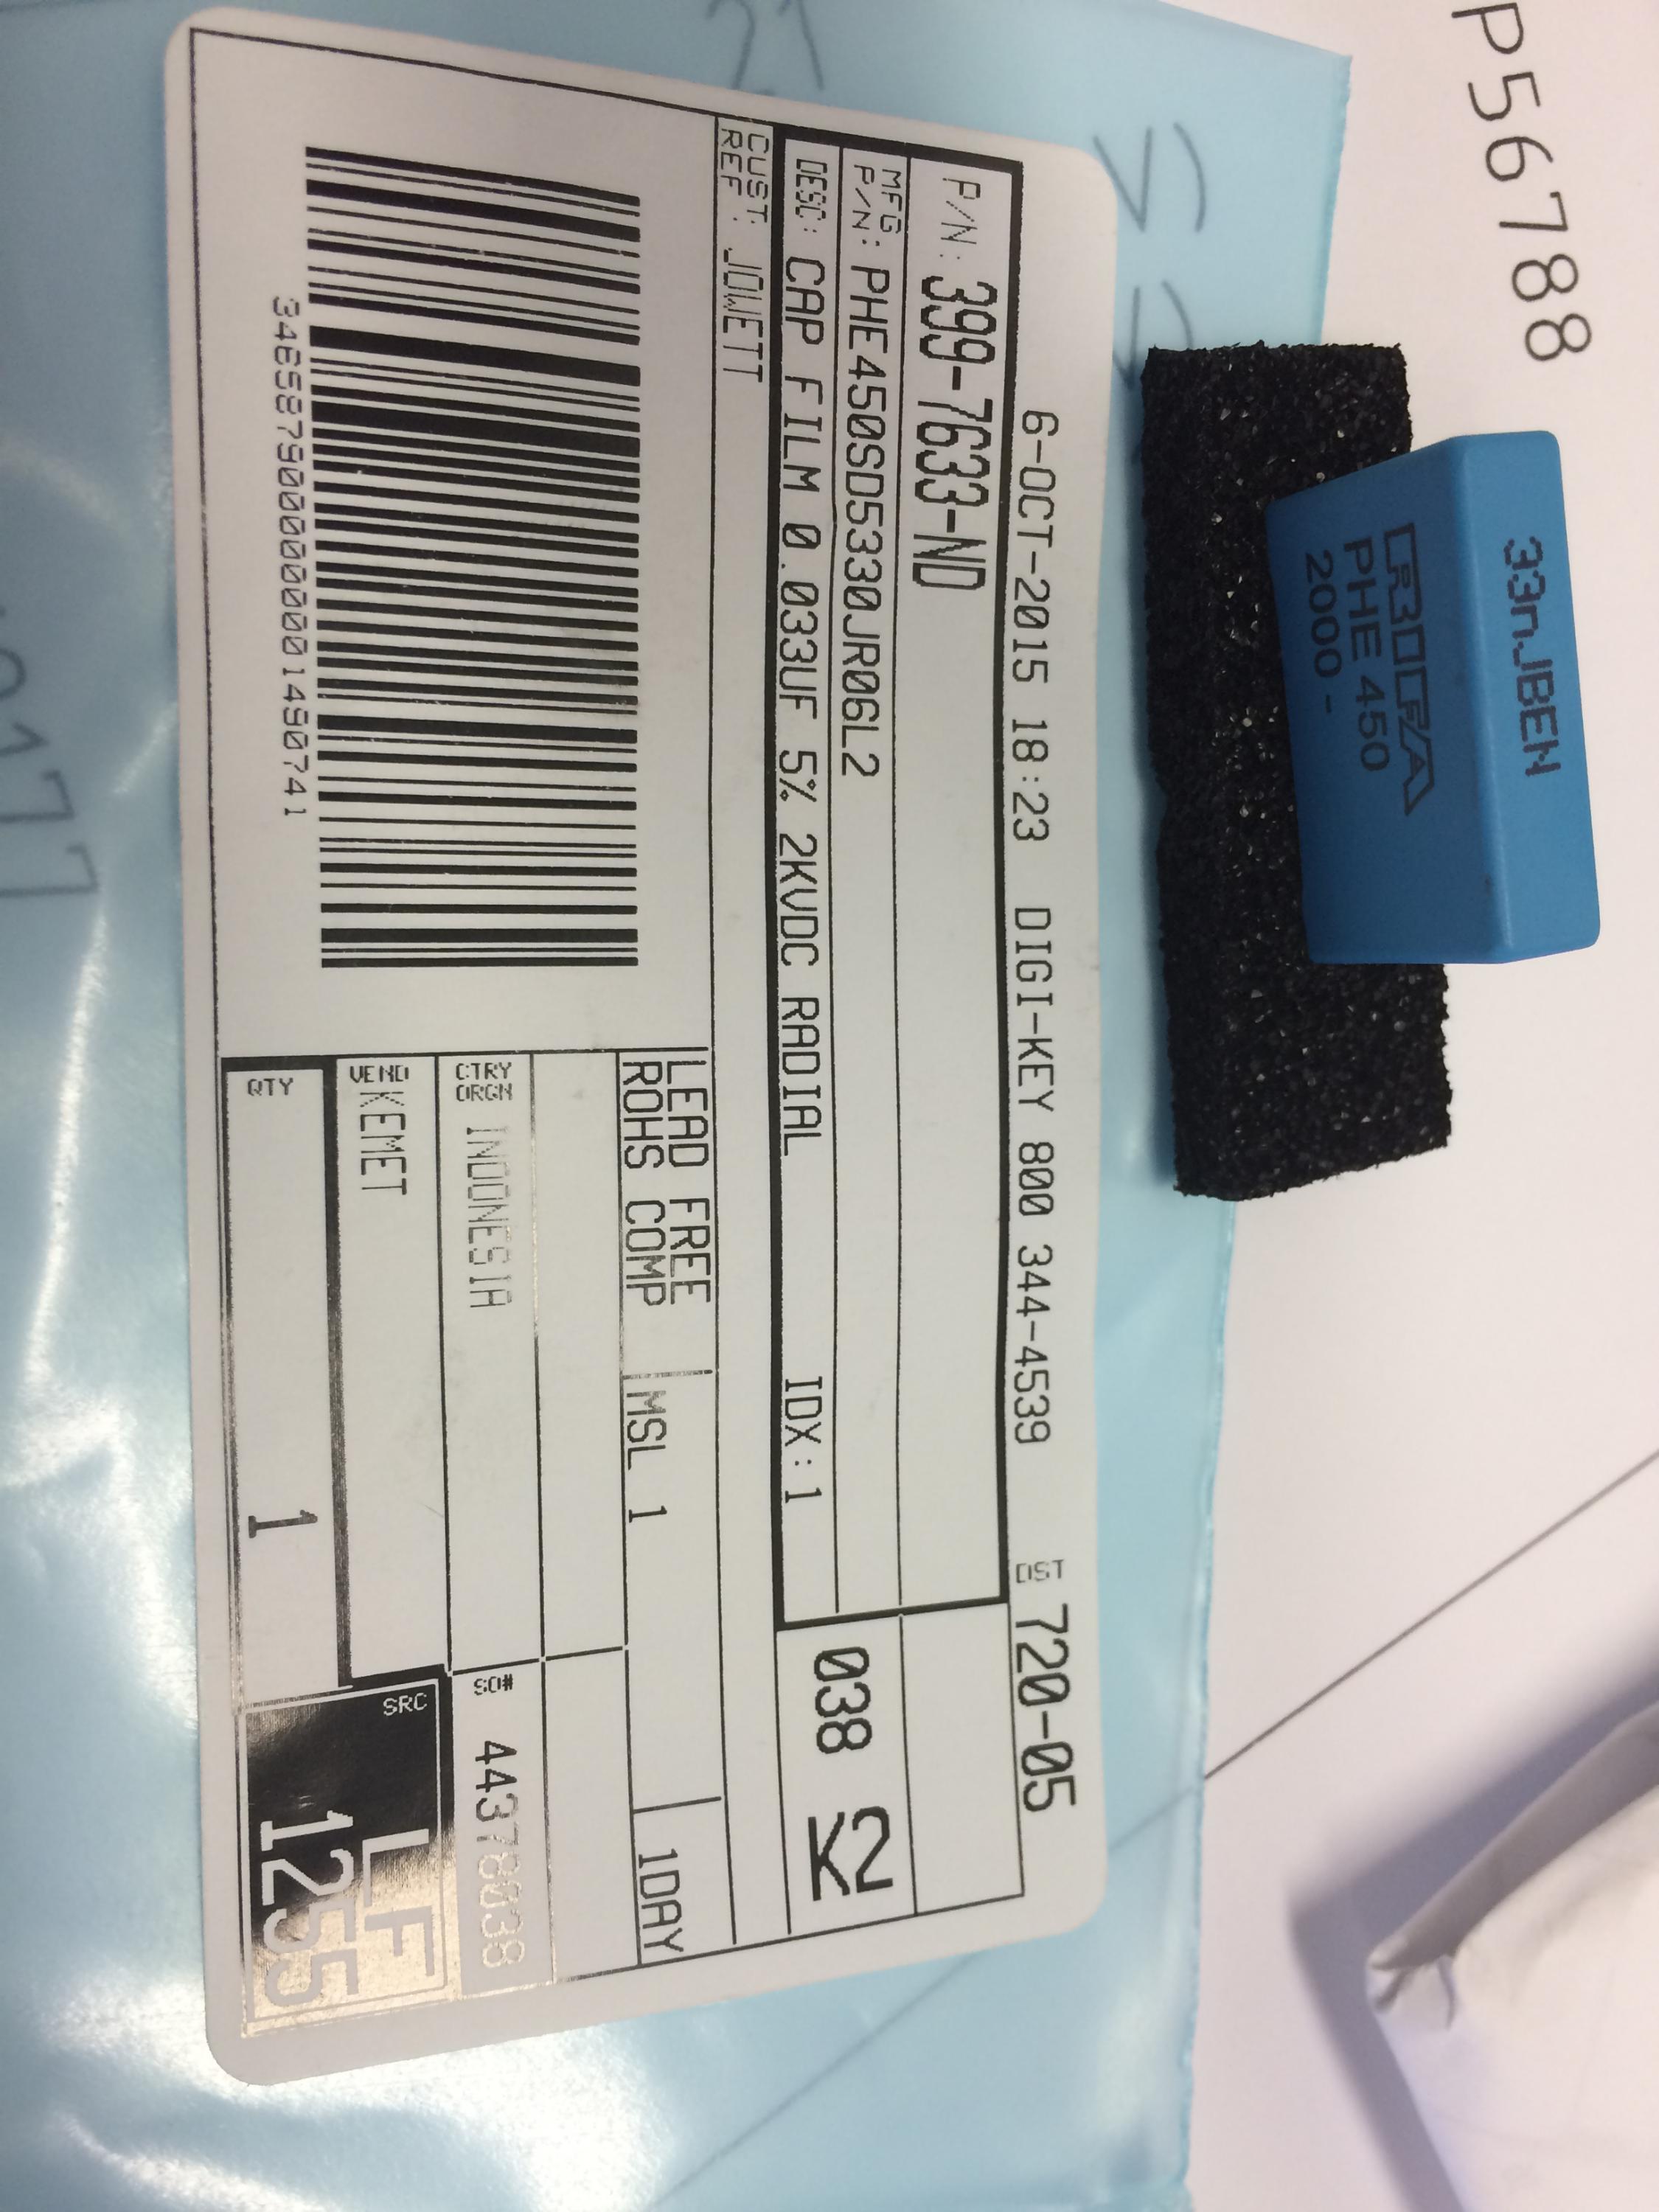 P56788
33nJBEN
RIFA
PHE 450
2000 -
6-OCT-2015 18:23 DIGI-KEY 800 344-4539 DST 720-05
P/N: 399-7633-ND
MFG P/N: PHE450SD5330JR06L2
DESC: CAP FILM 0.033UF 5% 2KVDC RADIAL IDX: 1
038 K2
CUST REF: JOWETT
LEAD FREE
ROHS COMP
MSL 1
1DAY
CTRY ORGN INDONESIA
SO# 44378038
VEND KEMET
QTY 1
SRC LF
1255